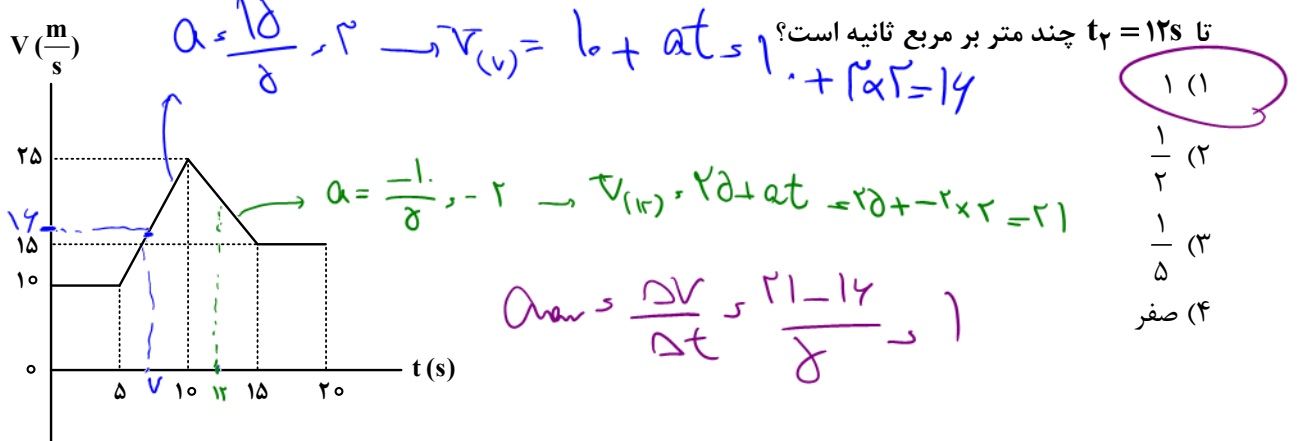 تا t₂ = ۱۲s چند متر بر مربع ثانیه است؟
۱) ۱
۲) ۱/۲
۳) ۱/۵
۴) صفر
a = ۱۵/۵ = ۳ → V(۷) = ۱۰ + at = ۱۰ + ۳×۲ = ۱۶
V (m/s)
۲۵
۱۶
۱۵
۱۰
۰
۵ ۷ ۱۰ ۱۲ ۱۵ ۲۰
t (s)
a = -۱۰/۵ = -۲ → V(۱۲) = ۲۵ + at = ۲۵ + -۲×۲ = ۲۱
aav = ΔV/Δt = ۲۱-۱۶/۵ = ۱